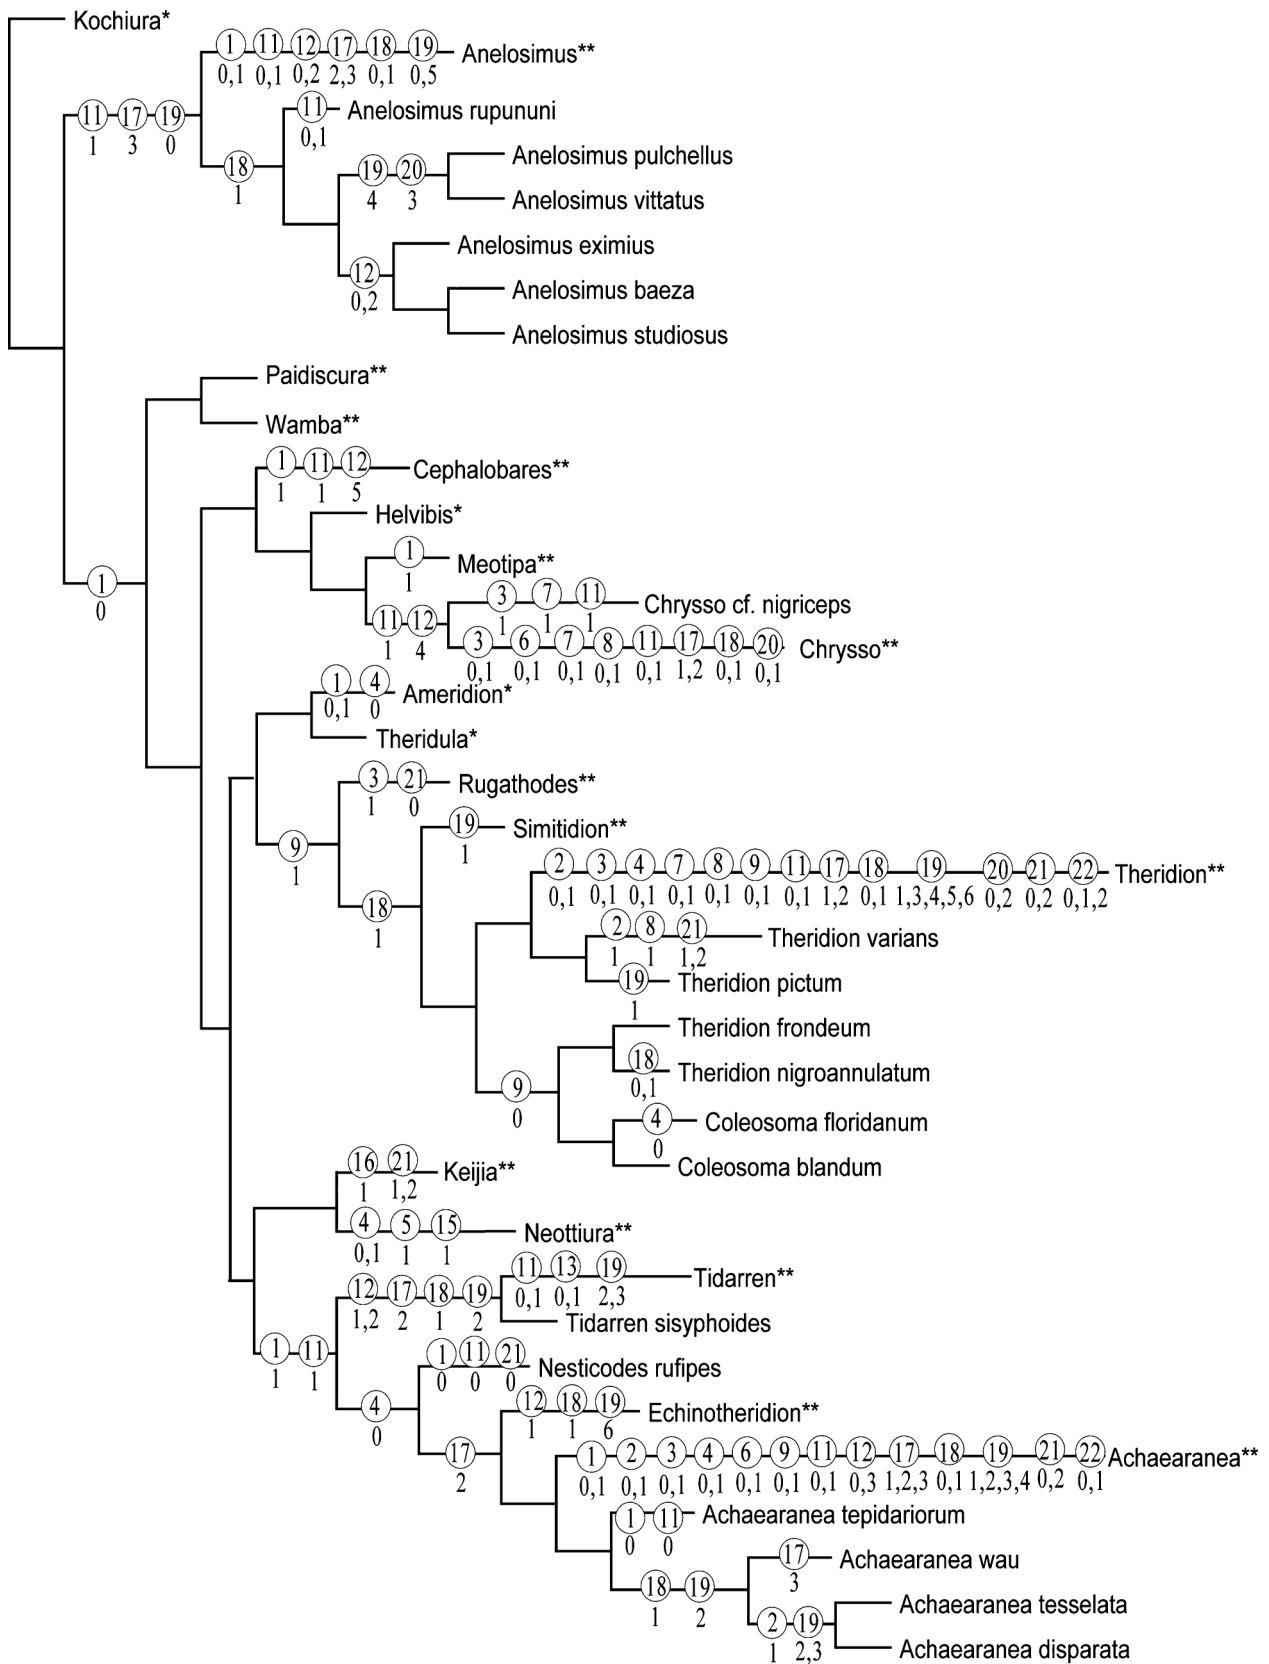 Kochiura*
1 11 12 17 18 19
Anelosimus**
0,1 0,1 0,2 2,3 0,1 0,5
11 17 19
1 3 0
11
Anelosimus rupununi
0,1
18
1
Anelosimus pulchellus
19 20
4 3
Anelosimus vittatus
Anelosimus eximius
12
0,2
Anelosimus baeza
Anelosimus studiosus
Paidiscura**
Wamba**
1 11 12
Cephalobares**
1 1 5
Helvibis*
1
Meotipa**
1
1
0
3 7 11
Chrysso cf. nigriceps
1 1 1
11 12
1 4
3 6 7 8 11 17 18 20
Chrysso**
0,1 0,1 0,1 0,1 0,1 1,2 0,1 0,1
1 4
Ameridion*
0,1 0
Theridula*
3 21
Rugathodes**
1 0
9
1
19
Simitidion**
1
2 3 4 7 8 9 11 17 18 19 20 21 22
Theridion**
0,1 0,1 0,1 0,1 0,1 0,1 0,1 1,2 0,1 1,3,4,5,6 0,2 0,2 0,1,2
18
1
2 8 21
Theridion varians
1 1 1,2
19
Theridion pictum
1
Theridion frondeum
18
Theridion nigroannulatum
0,1
9
0
4
Coleosoma floridanum
0
Coleosoma blandum
16 21
Keijia**
1 1,2
4 5 15
Neottiura**
0,1 1 1
11 13 19
Tidarren**
0,1 0,1 2,3
12 17 18 19
1,2 2 1 2
Tidarren sisyphoides
1 11
1 1
1 11 21
Nesticodes rufipes
0 0 0
4
0
12 18 19
Echinotheridion**
1 1 6
17
2
1 2 3 4 6 9 11 12 17 18 19 21 22
Achaearanea**
0,1 0,1 0,1 0,1 0,1 0,1 0,1 0,3 1,2,3 0,1 1,2,3,4 0,2 0,1
1 11
Achaearanea tepidariorum
0 0
17
Achaearanea wau
3
18 19
1 2
Achaearanea tesselata
2 19
1 2,3
Achaearanea disparata